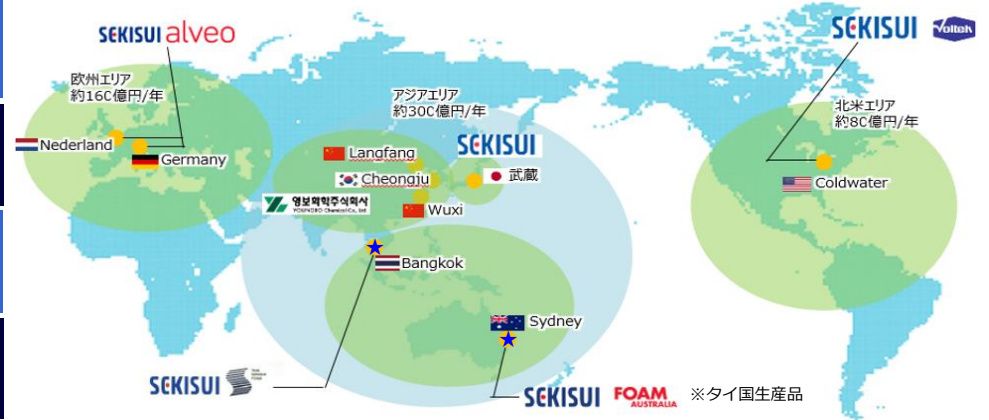 SEKISUI alveo
欧州エリア
約16C億円/年
Nederland
Germany
アジアエリア
約30C億円/年
SEKISUI
Langfang
Cheongju
武蔵
영보화학주식회사
YOUNGBO Chemical Co., Ltd.
Wuxi
Bangkok
Sydney
SEKISUI
SEKISUI FOAM AUSTRALIA ※タイ国生産品
SEKISUI Voltek
北米エリア
約8C億円/年
Coldwater